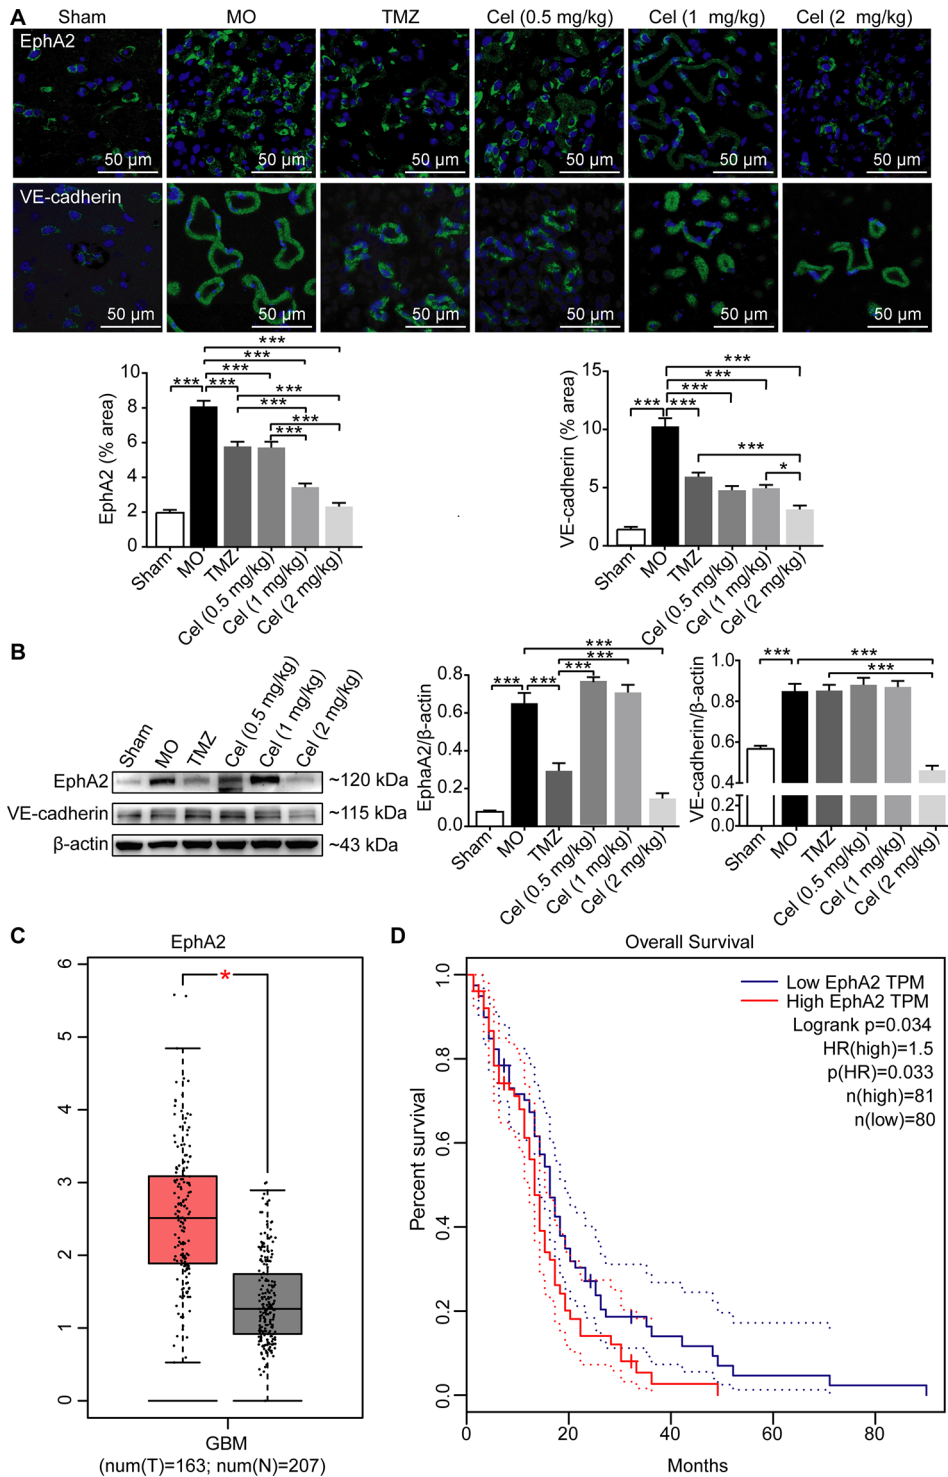 A
Sham MO TMZ Cel (0.5 mg/kg) Cel (1 mg/kg) Cel (2 mg/kg)
EphA2
50 µm 50 µm 50 µm 50 µm 50 µm 50 µm
VE-cadherin
50 µm 50 µm 50 µm 50 µm 50 µm 50 µm
EphA2 (% area)
10
8
6
4
2
0
*** *** *** *** *** *** *** *** ***
Sham MO TMZ Cel (0.5 mg/kg) Cel (1 mg/kg) Cel (2 mg/kg)
VE-cadherin (% area)
15
10
5
0
*** *** *** *** *** *** *
Sham MO TMZ Cel (0.5 mg/kg) Cel (1 mg/kg) Cel (2 mg/kg)
B
Sham MO TMZ Cel (0.5 mg/kg) Cel (1 mg/kg) Cel (2 mg/kg)
EphA2 ~120 kDa
VE-cadherin ~115 kDa
β-actin ~43 kDa
EphaA2/β-actin
0.8
0.6
0.4
0.2
0.0
*** *** *** *** ***
Sham MO TMZ Cel (0.5 mg/kg) Cel (1 mg/kg) Cel (2 mg/kg)
VE-cadherin/β-actin
1.0
0.8
0.6
0.4
0.2
0.0
*** *** ***
Sham MO TMZ Cel (0.5 mg/kg) Cel (1 mg/kg) Cel (2 mg/kg)
C
EphA2
*
6
5
4
3
2
1
0
GBM
(num(T)=163; num(N)=207)
D
Overall Survival
Low EphA2 TPM
High EphA2 TPM
Logrank p=0.034
HR(high)=1.5
p(HR)=0.033
n(high)=81
n(low)=80
Percent survival
1.0
0.8
0.6
0.4
0.2
0.0
0 20 40 60 80
Months